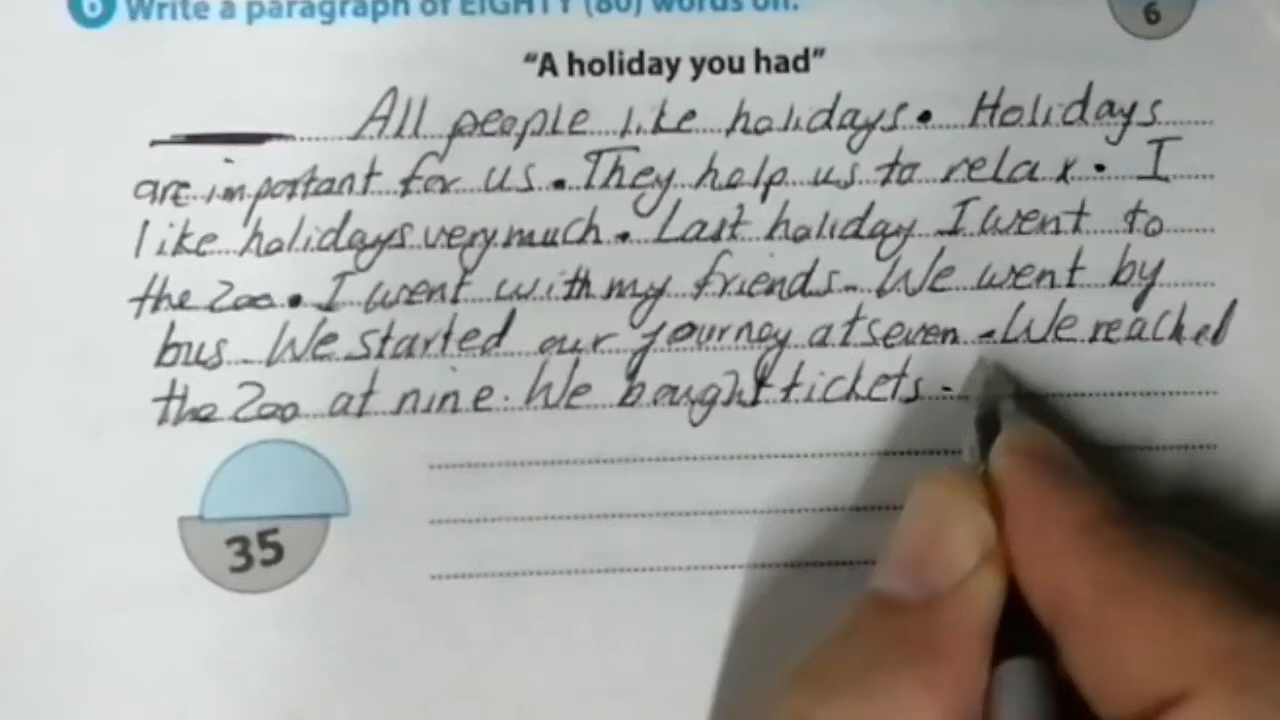 6 Write a paragraph of EIGHTY (80) words on:
6
"A holiday you had"
All people like holidays. Holidays
are important for us. They help us to relax. I
like holidays very much. Last holiday I went to
the Zoo. I went with my friends. We went by
bus. We started our journey at seven. We reached
the Zoo at nine. We bought tickets.
35